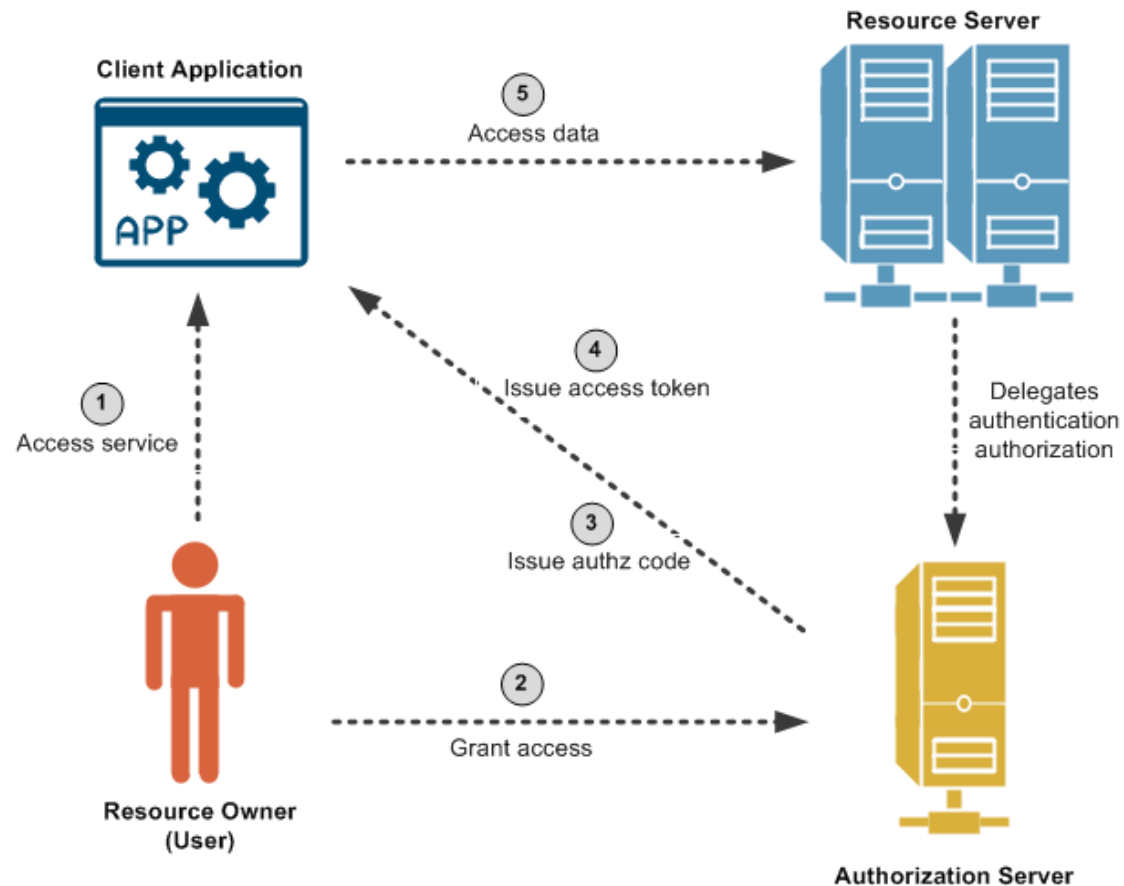 Resource Server
Client Application
5
Access data
APP
4
Issue access token
Delegates
authentication
authorization
1
Access service
3
Issue authz code
2
Grant access
Resource Owner
(User)
Authorization Server